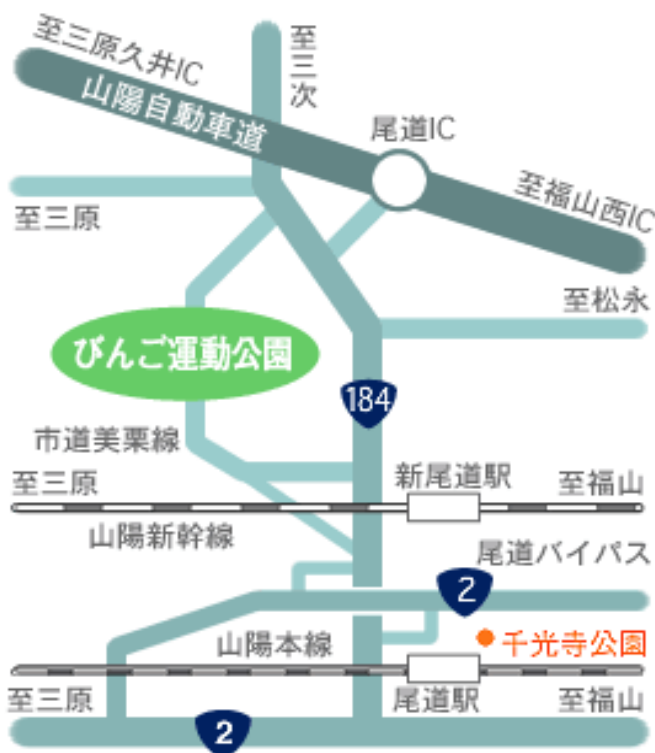 至三原久井IC
至三次
山陽自動車道
尾道IC
至福山西IC
至三原
至松永
びんご運動公園
184
市道美栗線
至三原
新尾道駅
至福山
山陽新幹線
尾道バイパス
2
山陽本線
千光寺公園
至三原
尾道駅
至福山
2